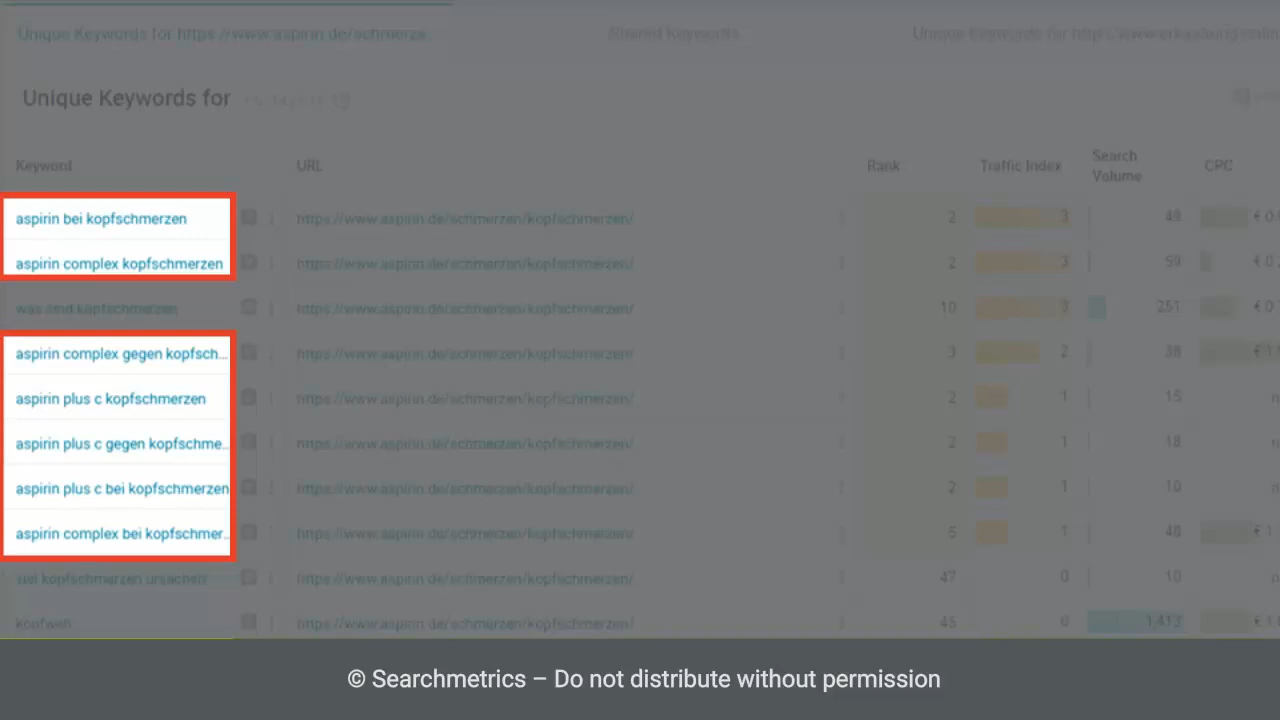 Unique Keywords for https://www.aspirin.de/schmerze... Shared Keywords Unique Keywords for
Unique Keywords for
Keyword URL Rank Traffic Index Search Volume CPC
aspirin bei kopfschmerzen https://www.aspirin.de/schmerzen/kopfschmerzen/ 2 3 49
aspirin complex kopfschmerzen https://www.aspirin.de/schmerzen/kopfschmerzen/ 2 3 59
was sind kopfschmerzen https://www.aspirin.de/schmerzen/kopfschmerzen/ 10 3 251
aspirin complex gegen kopfsch... https://www.aspirin.de/schmerzen/kopfschmerzen/ 3 2 38
aspirin plus c kopfschmerzen https://www.aspirin.de/schmerzen/kopfschmerzen/ 2 1 15
aspirin plus c gegen kopfschme... https://www.aspirin.de/schmerzen/kopfschmerzen/ 2 1 18
aspirin plus c bei kopfschmerzen https://www.aspirin.de/schmerzen/kopfschmerzen/ 2 1 10
aspirin complex bei kopfschmer... https://www.aspirin.de/schmerzen/kopfschmerzen/ 5 1 48
kopfschmerzen ursachen https://www.aspirin.de/schmerzen/kopfschmerzen/ 47 0 10
kopfweh https://www.aspirin.de/schmerzen/kopfschmerzen/ 45 0 1,413
© Searchmetrics – Do not distribute without permission